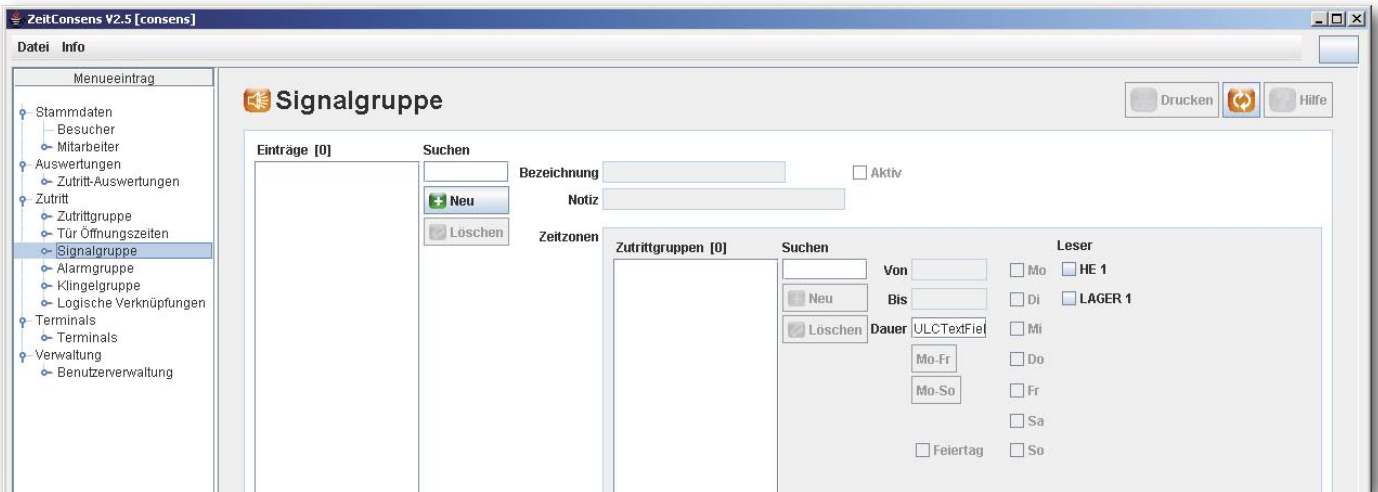 ZeitConsens V2.5 [consens]
Datei Info
Menueeintrag
Stammdaten
Besucher
Mitarbeiter
Auswertungen
Zutritt-Auswertungen
Zutritt
Zutrittgruppe
Tür Öffnungszeiten
Signalgruppe
Alarmgruppe
Klingelgruppe
Logische Verknüpfungen
Terminals
Terminals
Verwaltung
Benutzerverwaltung
Signalgruppe
Drucken Hilfe
Einträge [0] Suchen
Bezeichnung Aktiv
Neu Notiz
Löschen Zeitzonen
Zutrittgruppen [0] Suchen Leser
Von Mo HE 1
Neu Bis Di LAGER 1
Löschen Dauer ULCTextFiel Mi
Mo-Fr Do
Mo-So Fr
Sa
Feiertag So